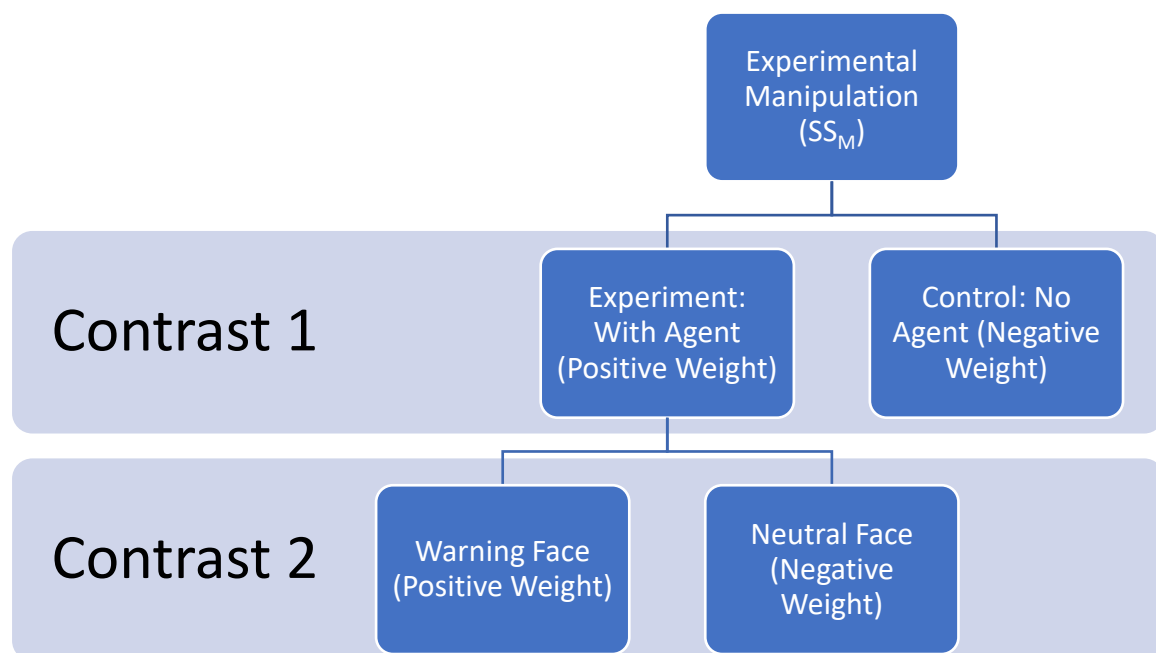 Experimental
Manipulation
(SSM)
Contrast 1
Experiment:
With Agent
(Positive Weight)
Control: No
Agent (Negative
Weight)
Contrast 2
Warning Face
(Positive Weight)
Neutral Face
(Negative
Weight)